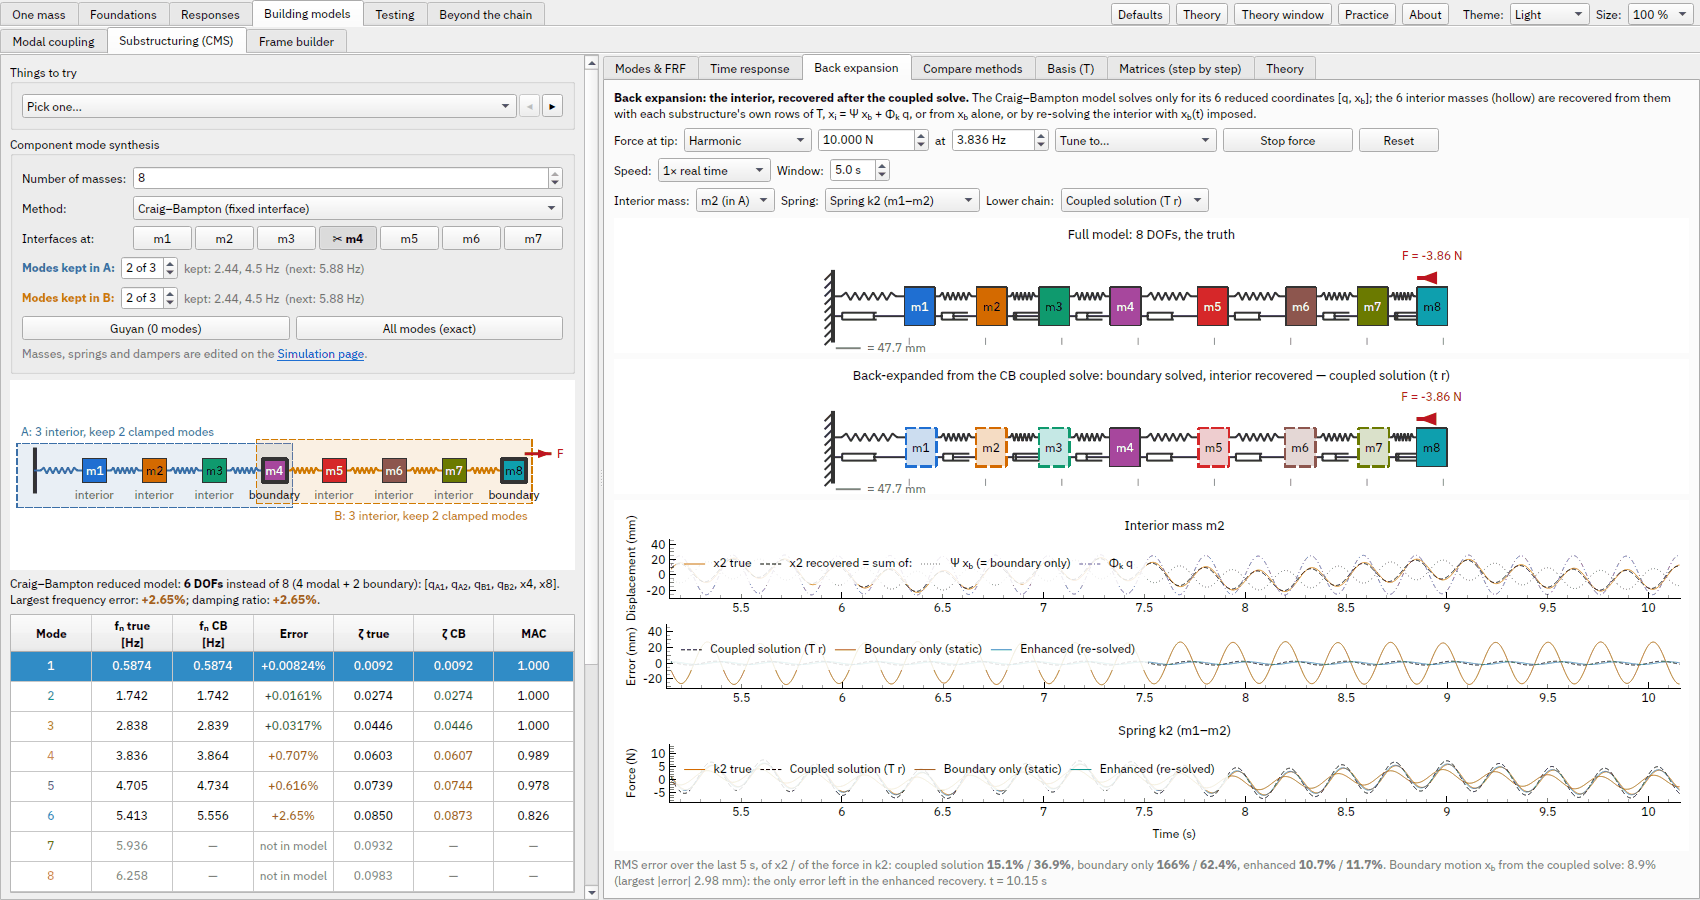 One mass Foundations Responses Building models Testing Beyond the chain Defaults Theory Theory window Practice About Theme: Light Size: 100 %
Modal coupling Substructuring (CMS) Frame builder
Things to try
Pick one...
Component mode synthesis
Number of masses: 8
Method: Craig–Bampton (fixed interface)
Interfaces at: m1 m2 m3 ✂ m4 m5 m6 m7
Modes kept in A: 2 of 3 kept: 2.44, 4.5 Hz (next: 5.88 Hz)
Modes kept in B: 2 of 3 kept: 2.44, 4.5 Hz (next: 5.88 Hz)
Guyan (0 modes) All modes (exact)
Masses, springs and dampers are edited on the Simulation page.
A: 3 interior, keep 2 clamped modes
F
m1 m2 m3 m4 m5 m6 m7 m8
interior interior interior boundary interior interior interior boundary
B: 3 interior, keep 2 clamped modes
Craig–Bampton reduced model: 6 DOFs instead of 8 (4 modal + 2 boundary): [qA1, qA2, qB1, qB2, x4, x8].
Largest frequency error: +2.65%; damping ratio: +2.65%.
Mode fn true [Hz] fn CB [Hz] Error ζ true ζ CB MAC
1 0.5874 0.5874 +0.00824% 0.0092 0.0092 1.000
2 1.742 1.742 +0.0161% 0.0274 0.0274 1.000
3 2.838 2.839 +0.0317% 0.0446 0.0446 1.000
4 3.836 3.864 +0.707% 0.0603 0.0607 0.989
5 4.705 4.734 +0.616% 0.0739 0.0744 0.978
6 5.413 5.556 +2.65% 0.0850 0.0873 0.826
7 5.936 — not in model 0.0932 — —
8 6.258 — not in model 0.0983 — —
Modes & FRF Time response Back expansion Compare methods Basis (T) Matrices (step by step) Theory
Back expansion: the interior, recovered after the coupled solve. The Craig–Bampton model solves only for its 6 reduced coordinates [q, xb]; the 6 interior masses (hollow) are recovered from them
with each substructure's own rows of T, xi = Ψ xb + Φk q, or from xb alone, or by re-solving the interior with xb(t) imposed.
Force at tip: Harmonic 10.000 N at 3.836 Hz Tune to... Stop force Reset
Speed: 1× real time Window: 5.0 s
Interior mass: m2 (in A) Spring: Spring k2 (m1–m2) Lower chain: Coupled solution (T r)
Full model: 8 DOFs, the truth
F = -3.86 N
m1 m2 m3 m4 m5 m6 m7 m8
= 47.7 mm
Back-expanded from the CB coupled solve: boundary solved, interior recovered — coupled solution (t r)
F = -3.86 N
m1 m2 m3 m4 m5 m6 m7 m8
= 47.7 mm
Interior mass m2
Displacement (mm)
40
20
0
-20
x2 true x2 recovered = sum of: Ψ xb (= boundary only) Φk q
5.5 6 6.5 7 7.5 8 8.5 9 9.5 10
Error (mm)
40
20
0
-20
Coupled solution (T r) Boundary only (static) Enhanced (re-solved)
5.5 6 6.5 7 7.5 8 8.5 9 9.5 10
Spring k2 (m1–m2)
Force (N)
10
5
0
-5
k2 true Coupled solution (T r) Boundary only (static) Enhanced (re-solved)
5.5 6 6.5 7 7.5 8 8.5 9 9.5 10
Time (s)
RMS error over the last 5 s, of x2 / of the force in k2: coupled solution 15.1% / 36.9%, boundary only 166% / 62.4%, enhanced 10.7% / 11.7%. Boundary motion xb from the coupled solve: 8.9%
(largest |error| 2.98 mm): the only error left in the enhanced recovery. t = 10.15 s